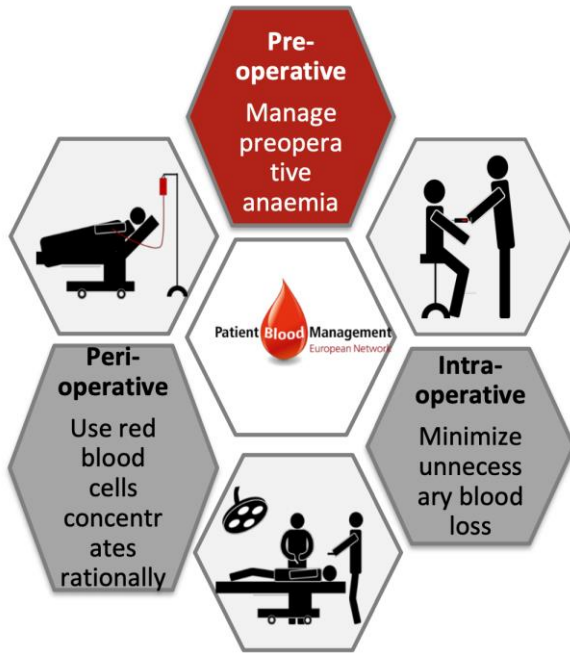 Pre-
operative
Manage
preopera
tive
anaemia
Patient Blood Management
European Network
Peri-
operative
Use red
blood
cells
concentr
ates
rationally
Intra-
operative
Minimize
unnecess
ary blood
loss